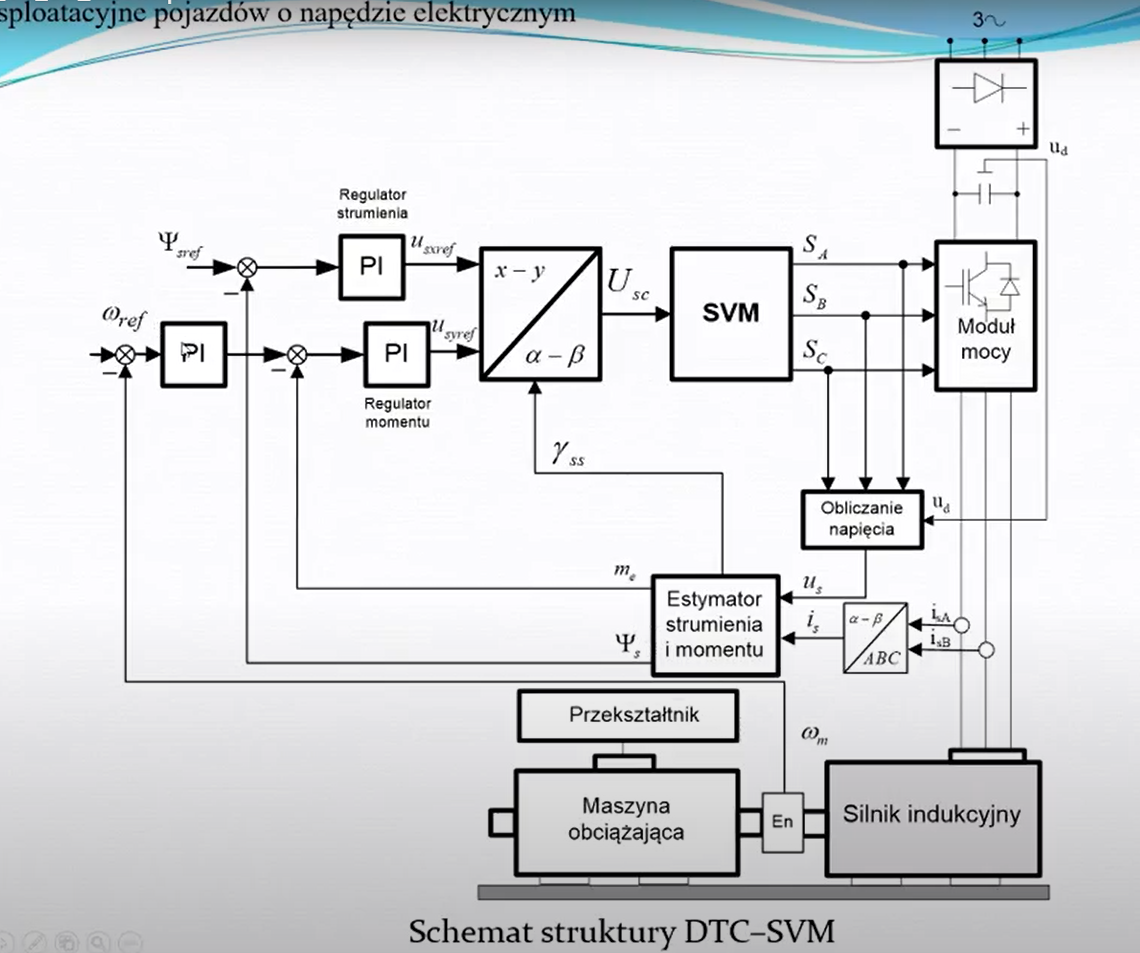 sploatacyjne pojazdów o napędzie elektrycznym
3～
− +
u_d
Regulator
strumienia
Ψ_sref
PI
u_sxref
x − y
α − β
U_sc
SVM
S_A
S_B
S_C
Moduł
mocy
−
ω_ref
PI
−
−
PI
u_syref
Regulator
momentu
γ_ss
Obliczanie
napięcia
u_d
m_e
u_s
Estymator
strumienia
i momentu
i_s
α − β
ABC
i_sA
i_sB
Ψ_s
Przekształtnik
ω_m
Maszyna
obciążająca
En
Silnik indukcyjny
Schemat struktury DTC–SVM